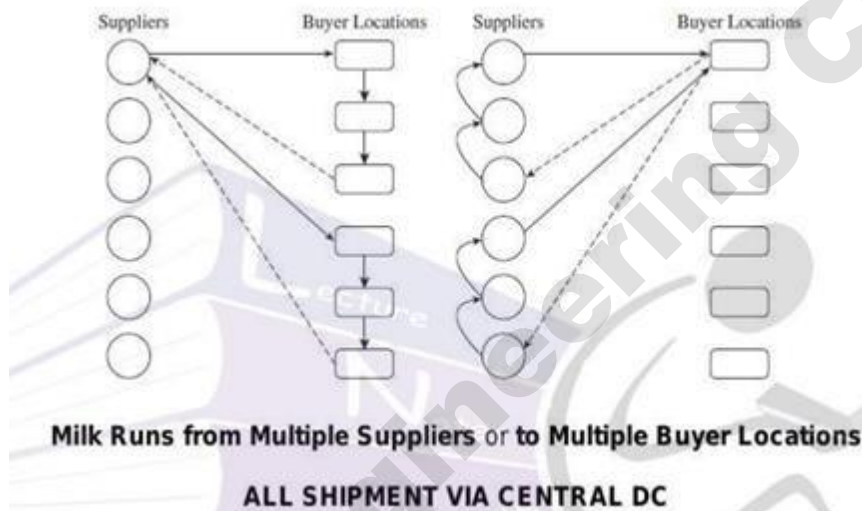 Suppliers Buyer Locations Suppliers Buyer Locations
Lecture
N
Milk Runs from Multiple Suppliers or to Multiple Buyer Locations
ALL SHIPMENT VIA CENTRAL DC